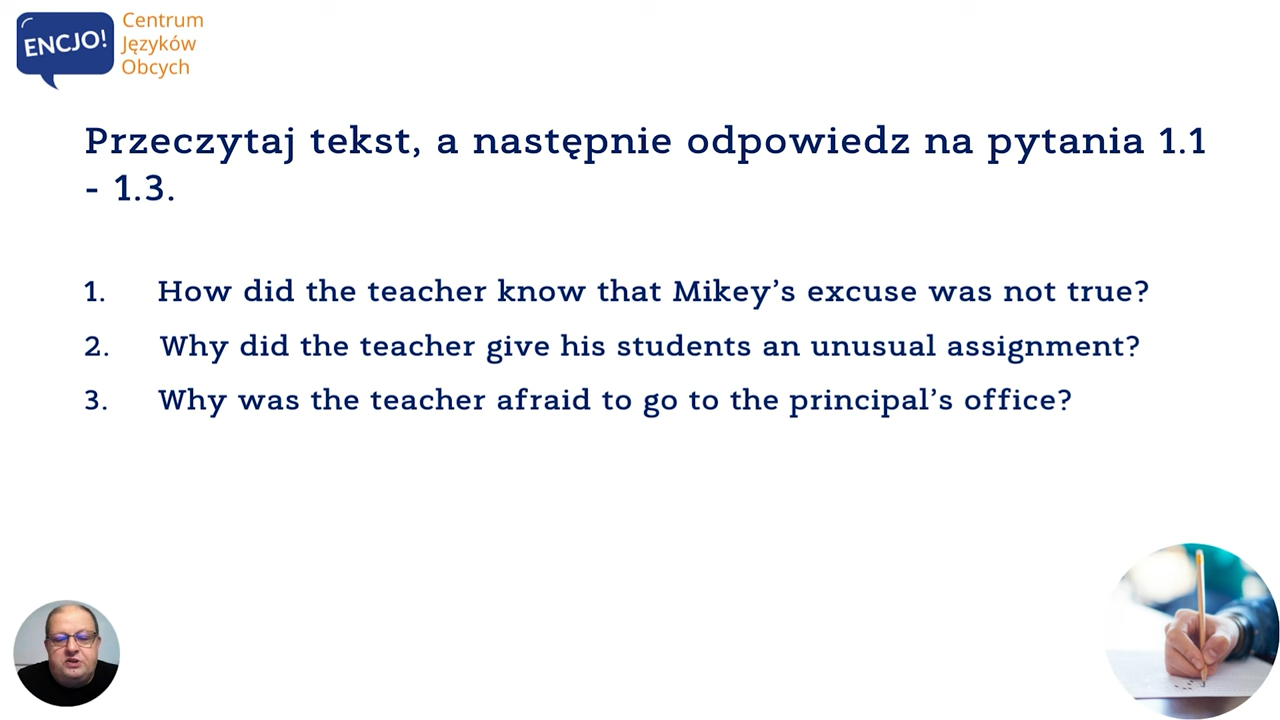 ENCJO!
Centrum
Języków
Obcych
Przeczytaj tekst, a następnie odpowiedz na pytania 1.1
- 1.3.
1. How did the teacher know that Mikey’s excuse was not true?
2. Why did the teacher give his students an unusual assignment?
3. Why was the teacher afraid to go to the principal’s office?